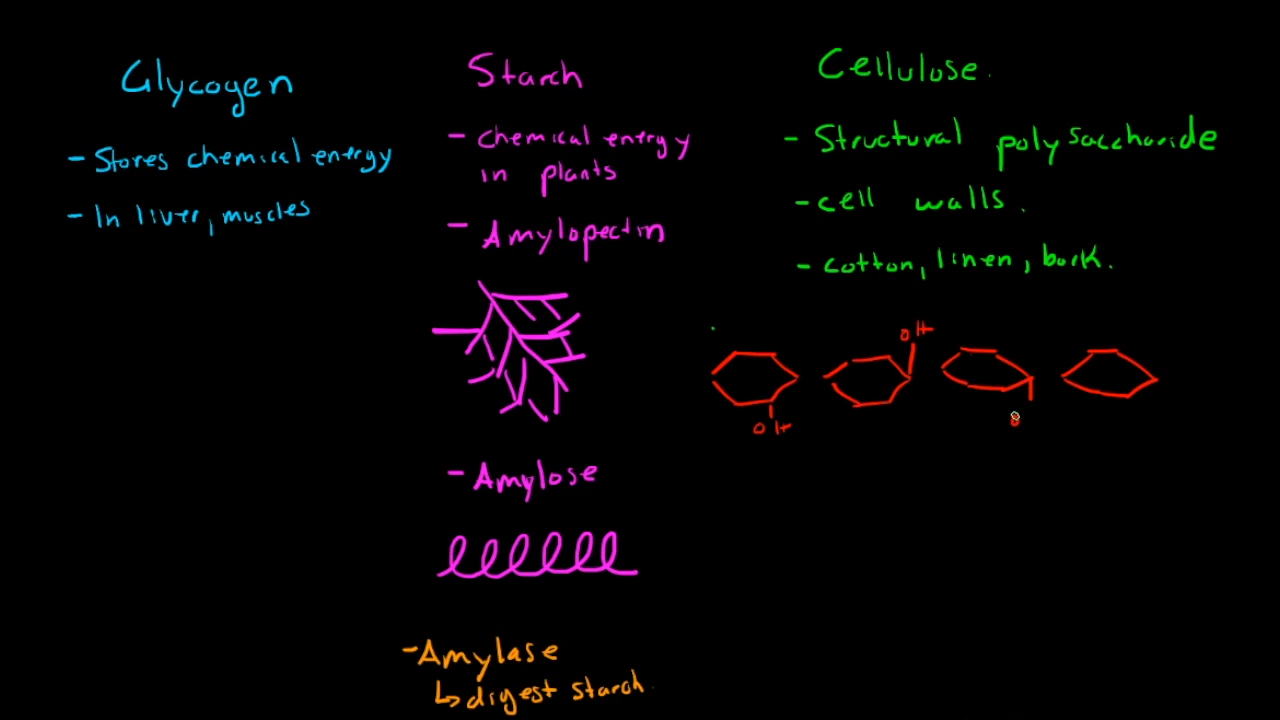 Glycogen
- Stores chemical energy
- In liver, muscles
Starch
- Chemical energy
in plants
- Amylopectin
- Amylose
- Amylase
↳ digest starch.
Cellulose.
- Structural polysaccharide
- cell walls.
- cotton, linen, bark.
OH
OH